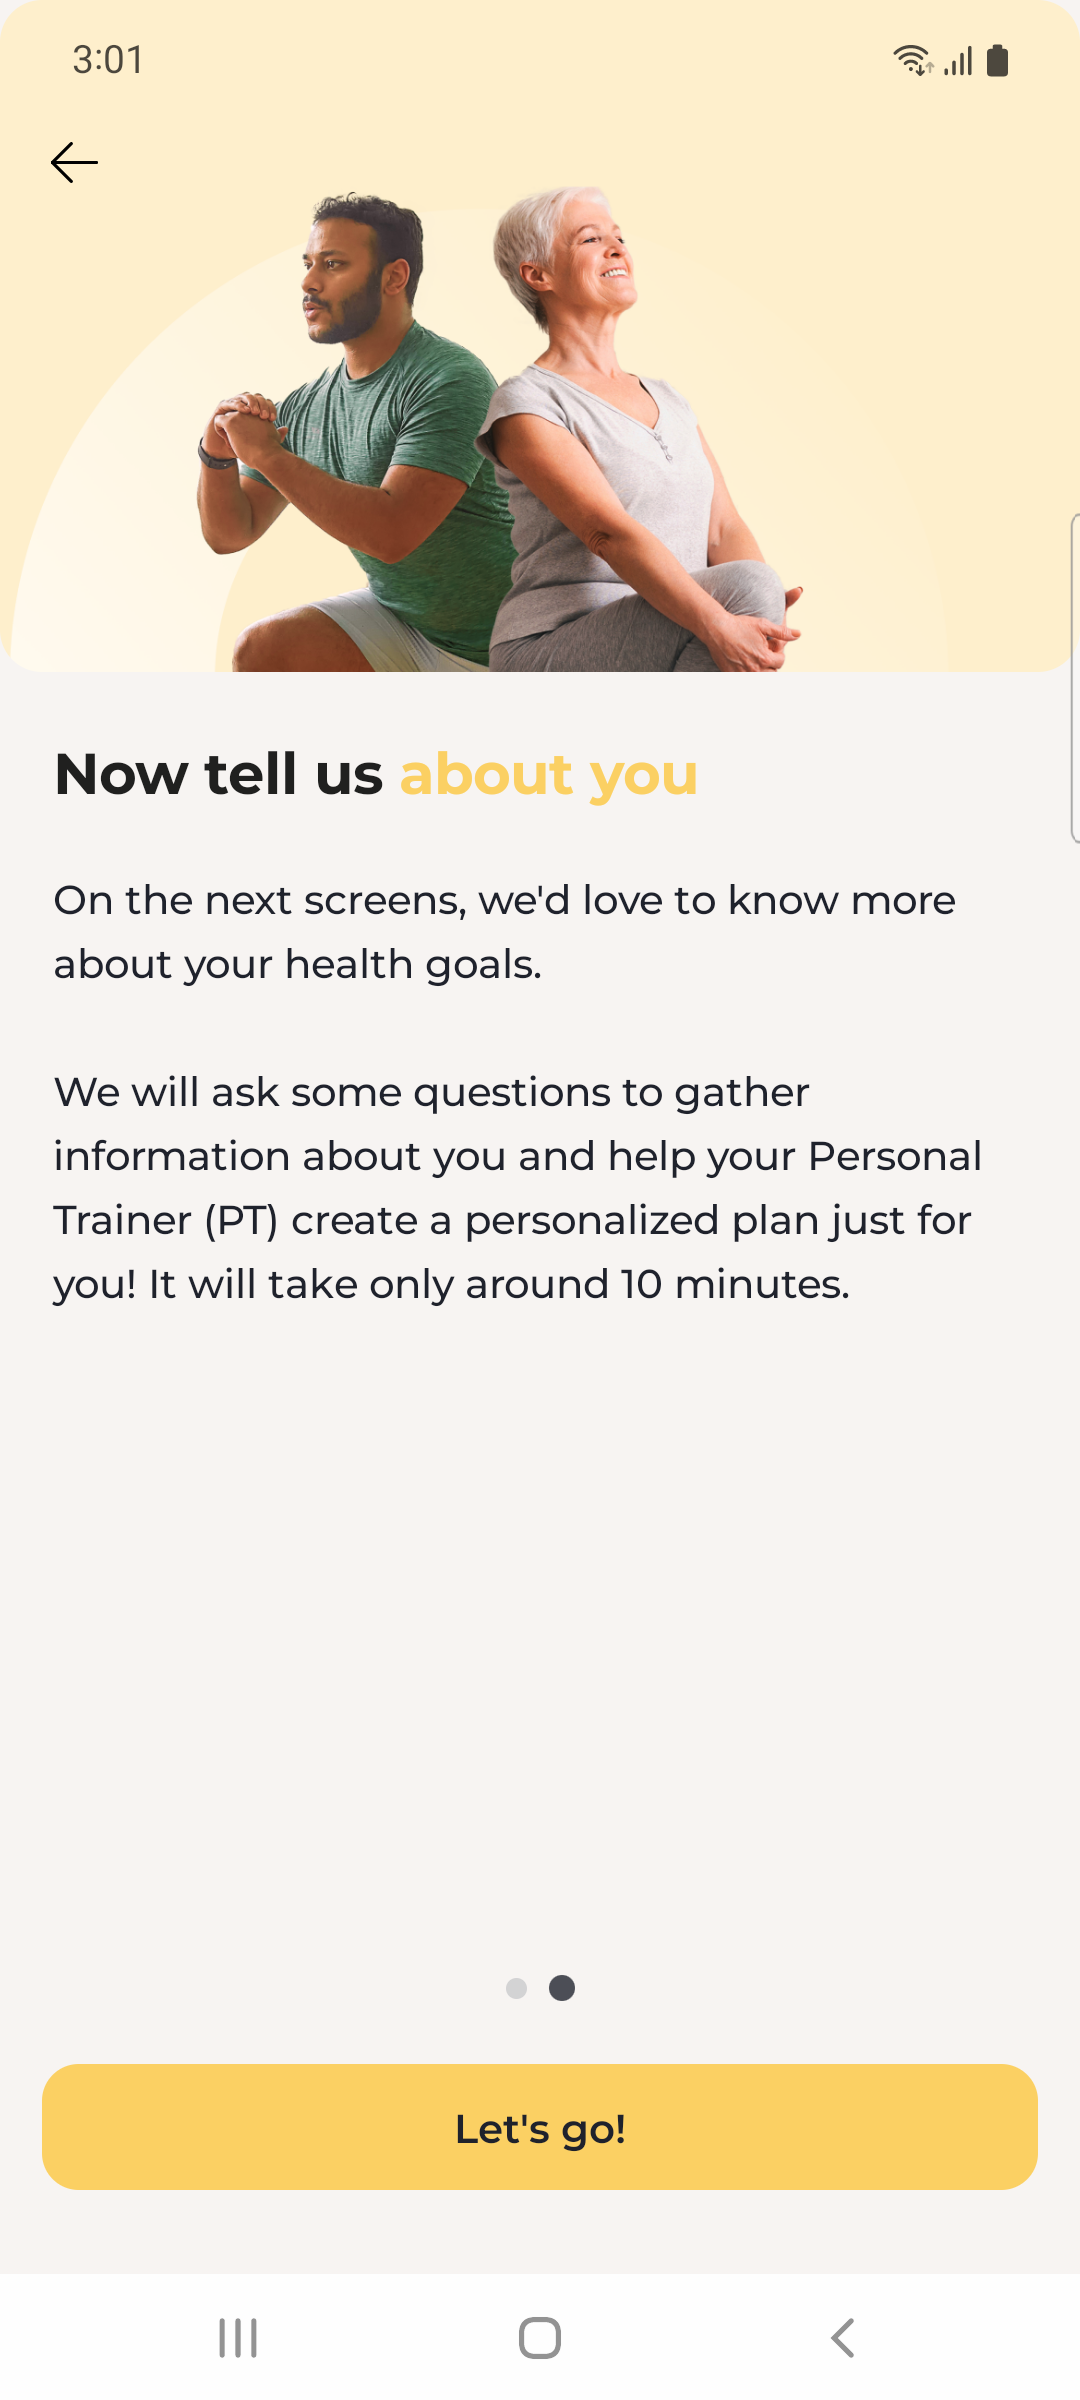 3:01
Now tell us about you
On the next screens, we'd love to know more
about your health goals.
We will ask some questions to gather
information about you and help your Personal
Trainer (PT) create a personalized plan just for
you! It will take only around 10 minutes.
Let's go!